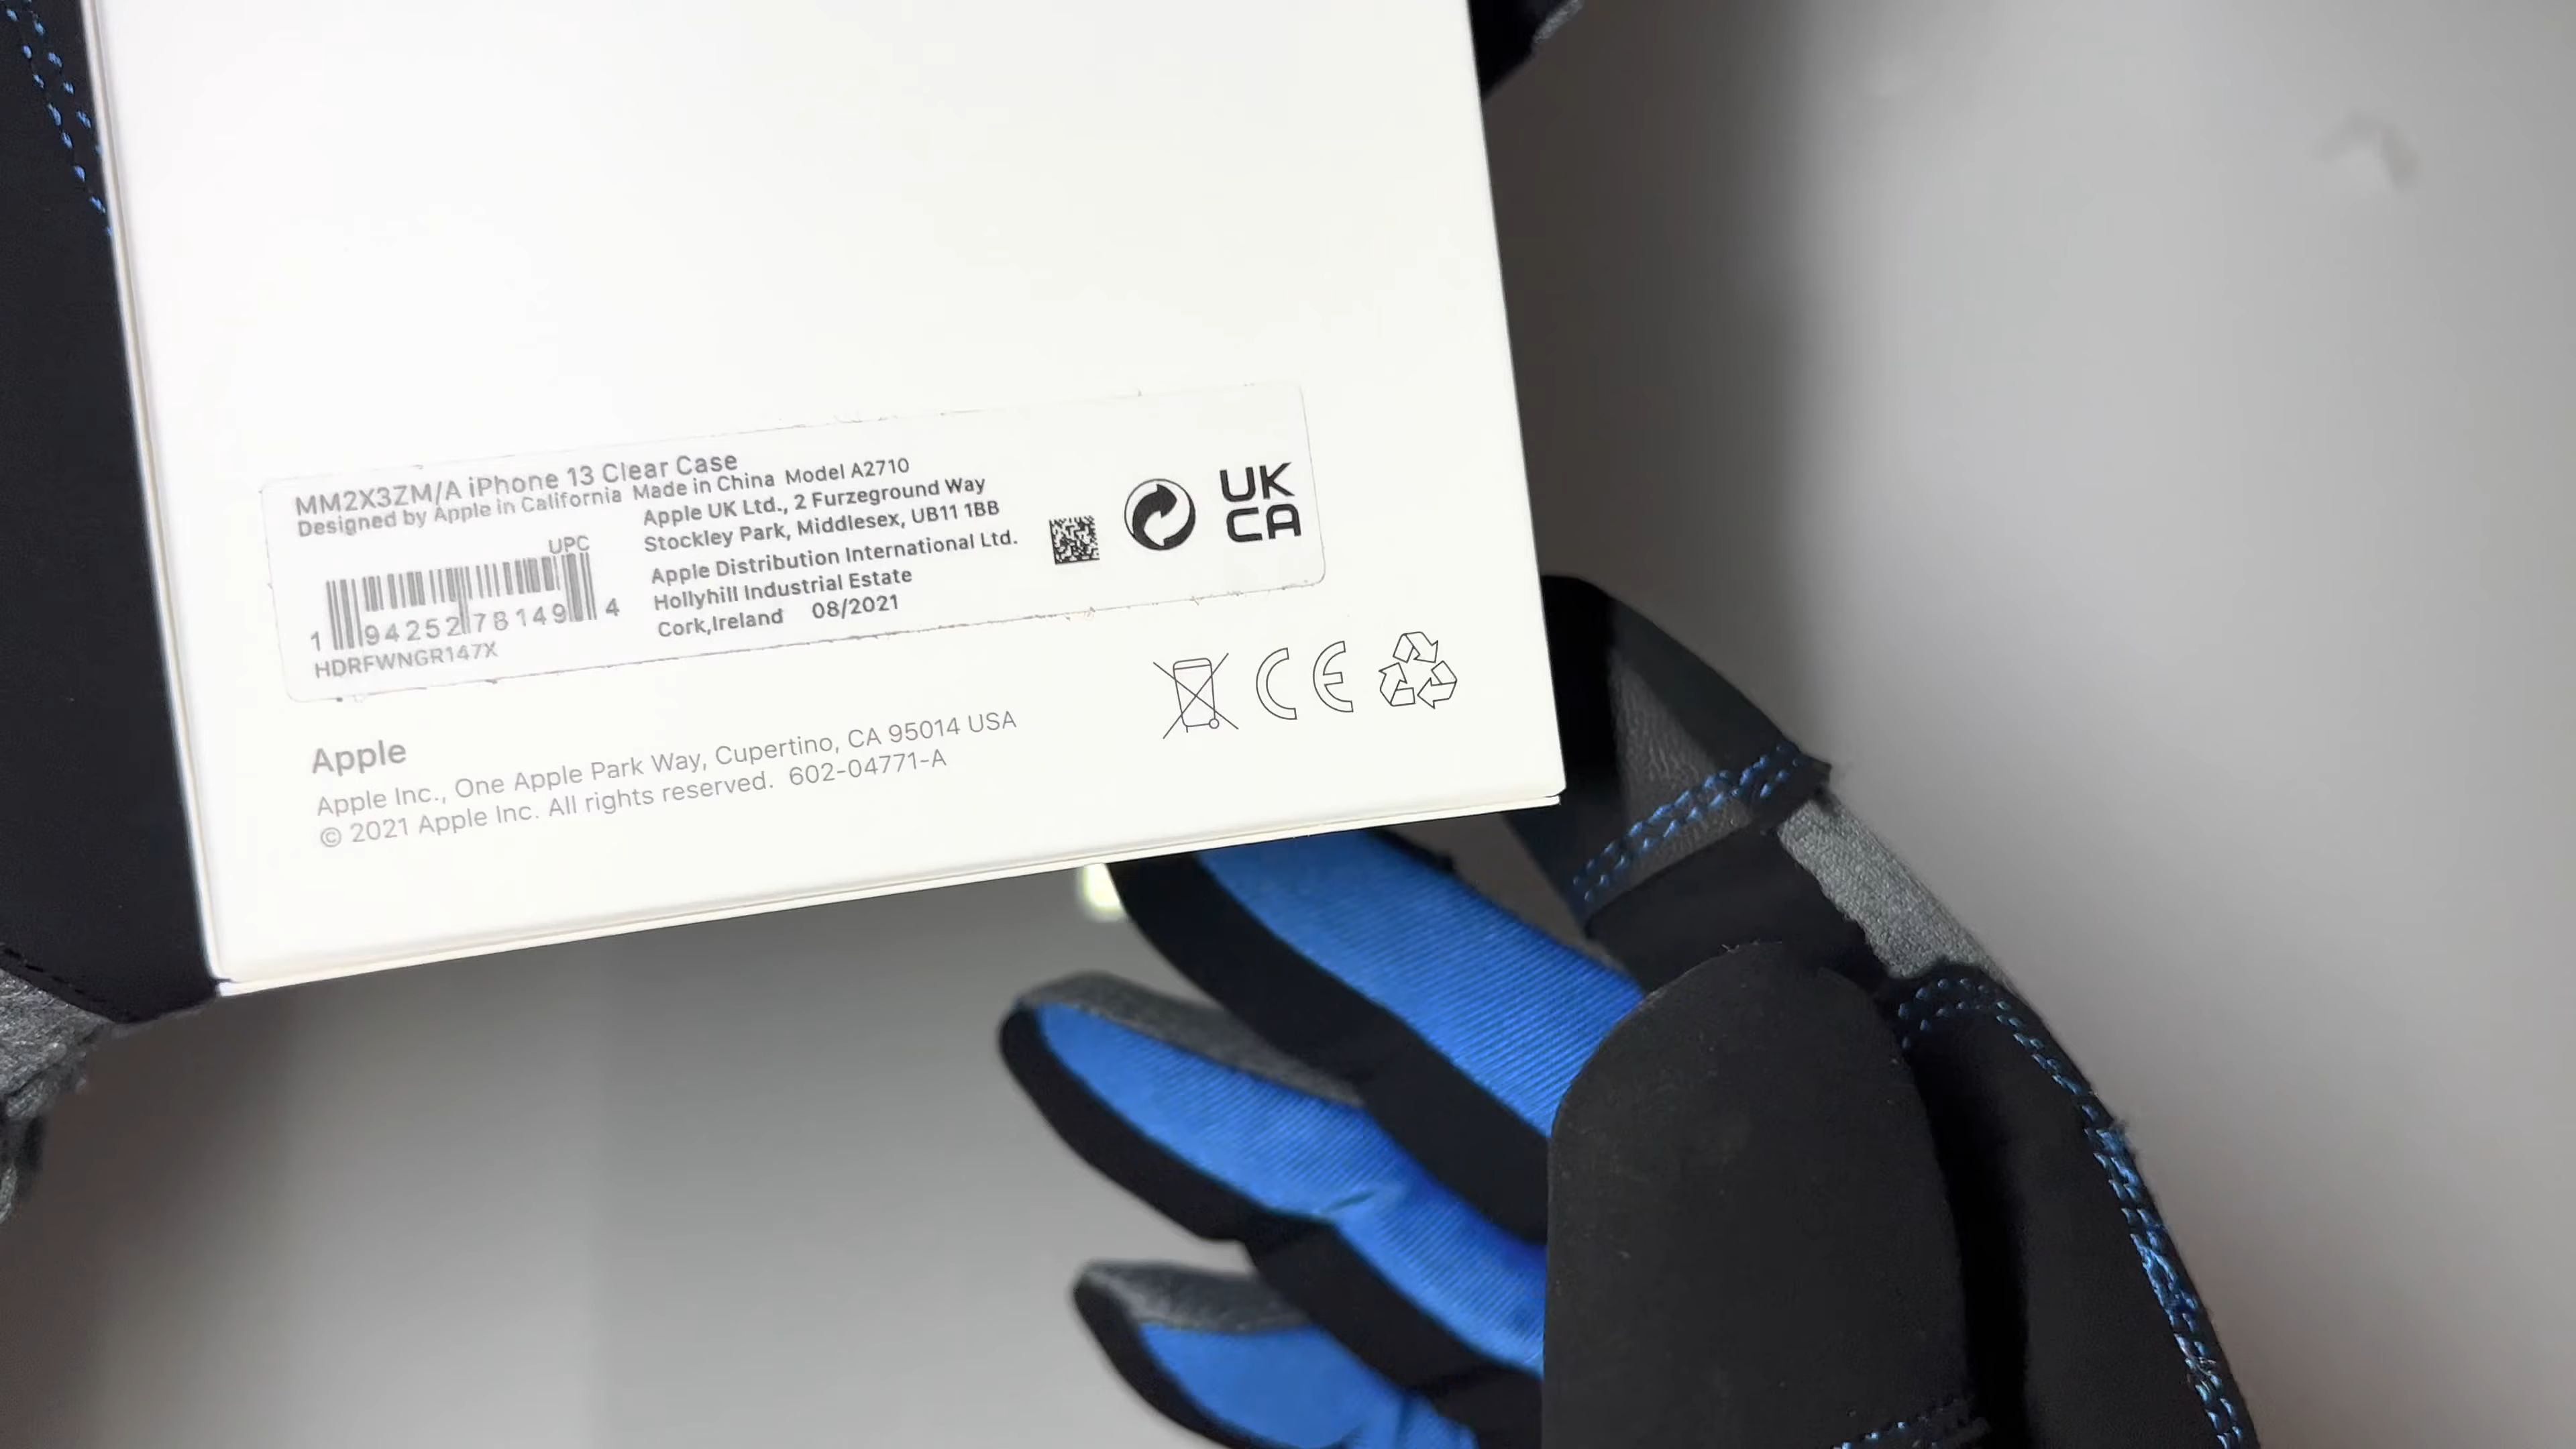 MM2X3ZM/A iPhone 13 Clear Case
Designed by Apple in California Made in China Model A2710
Apple UK Ltd., 2 Furzeground Way
Stockley Park, Middlesex, UB11 1BB
Apple Distribution International Ltd.
Hollyhill Industrial Estate
Cork,Ireland 08/2021
UPC
1 94252 78149 4
HDRFWNGR147X
UK
CA
CE
Apple
Apple Inc., One Apple Park Way, Cupertino, CA 95014 USA
© 2021 Apple Inc. All rights reserved. 602-04771-A